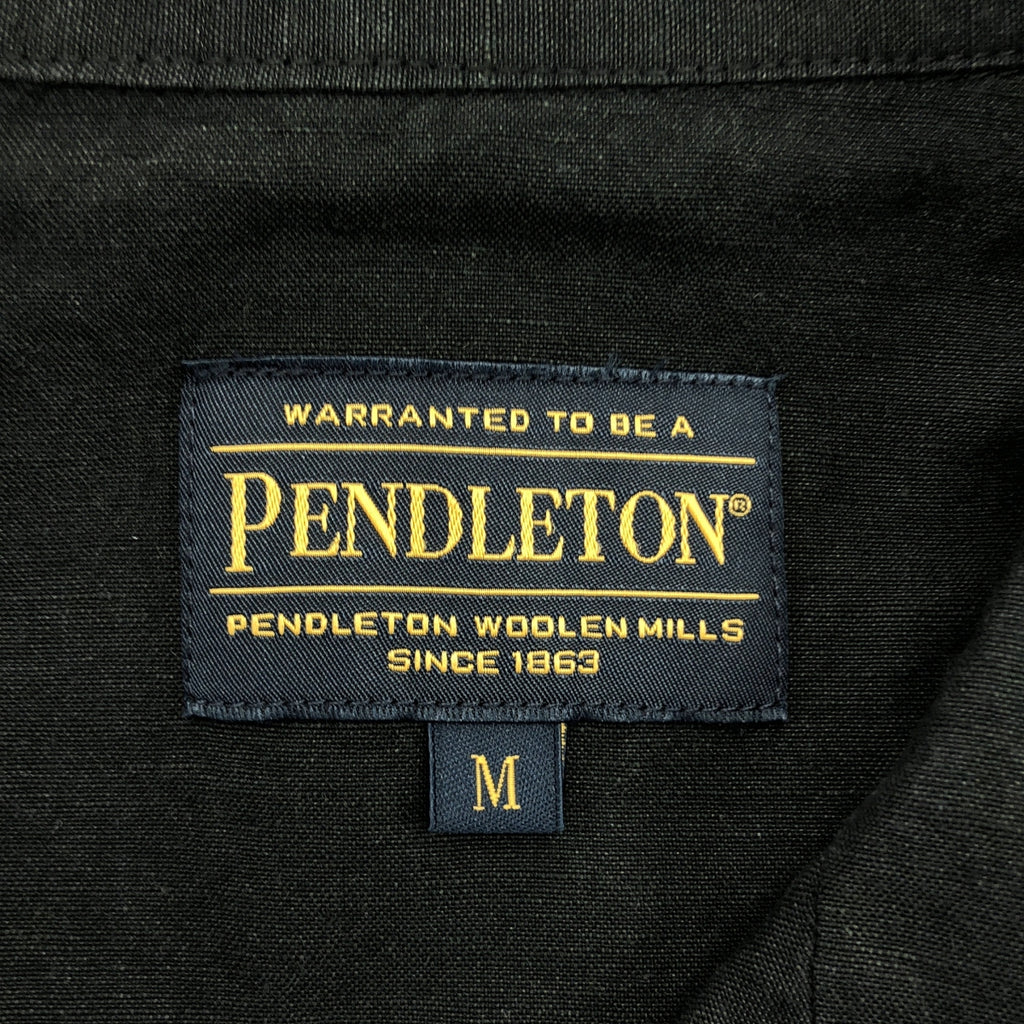 WARRANTED TO BE A
PENDLETON®
PENDLETON WOOLEN MILLS
SINCE 1863
M